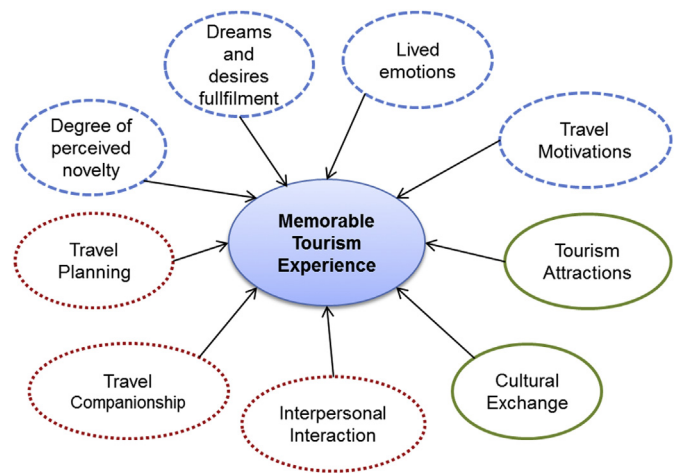 Dreams
and
desires
fullfilment
Lived
emotions
Degree of
perceived
novelty
Travel
Motivations
Memorable
Tourism
Experience
Travel
Planning
Tourism
Attractions
Travel
Companionship
Interpersonal
Interaction
Cultural
Exchange